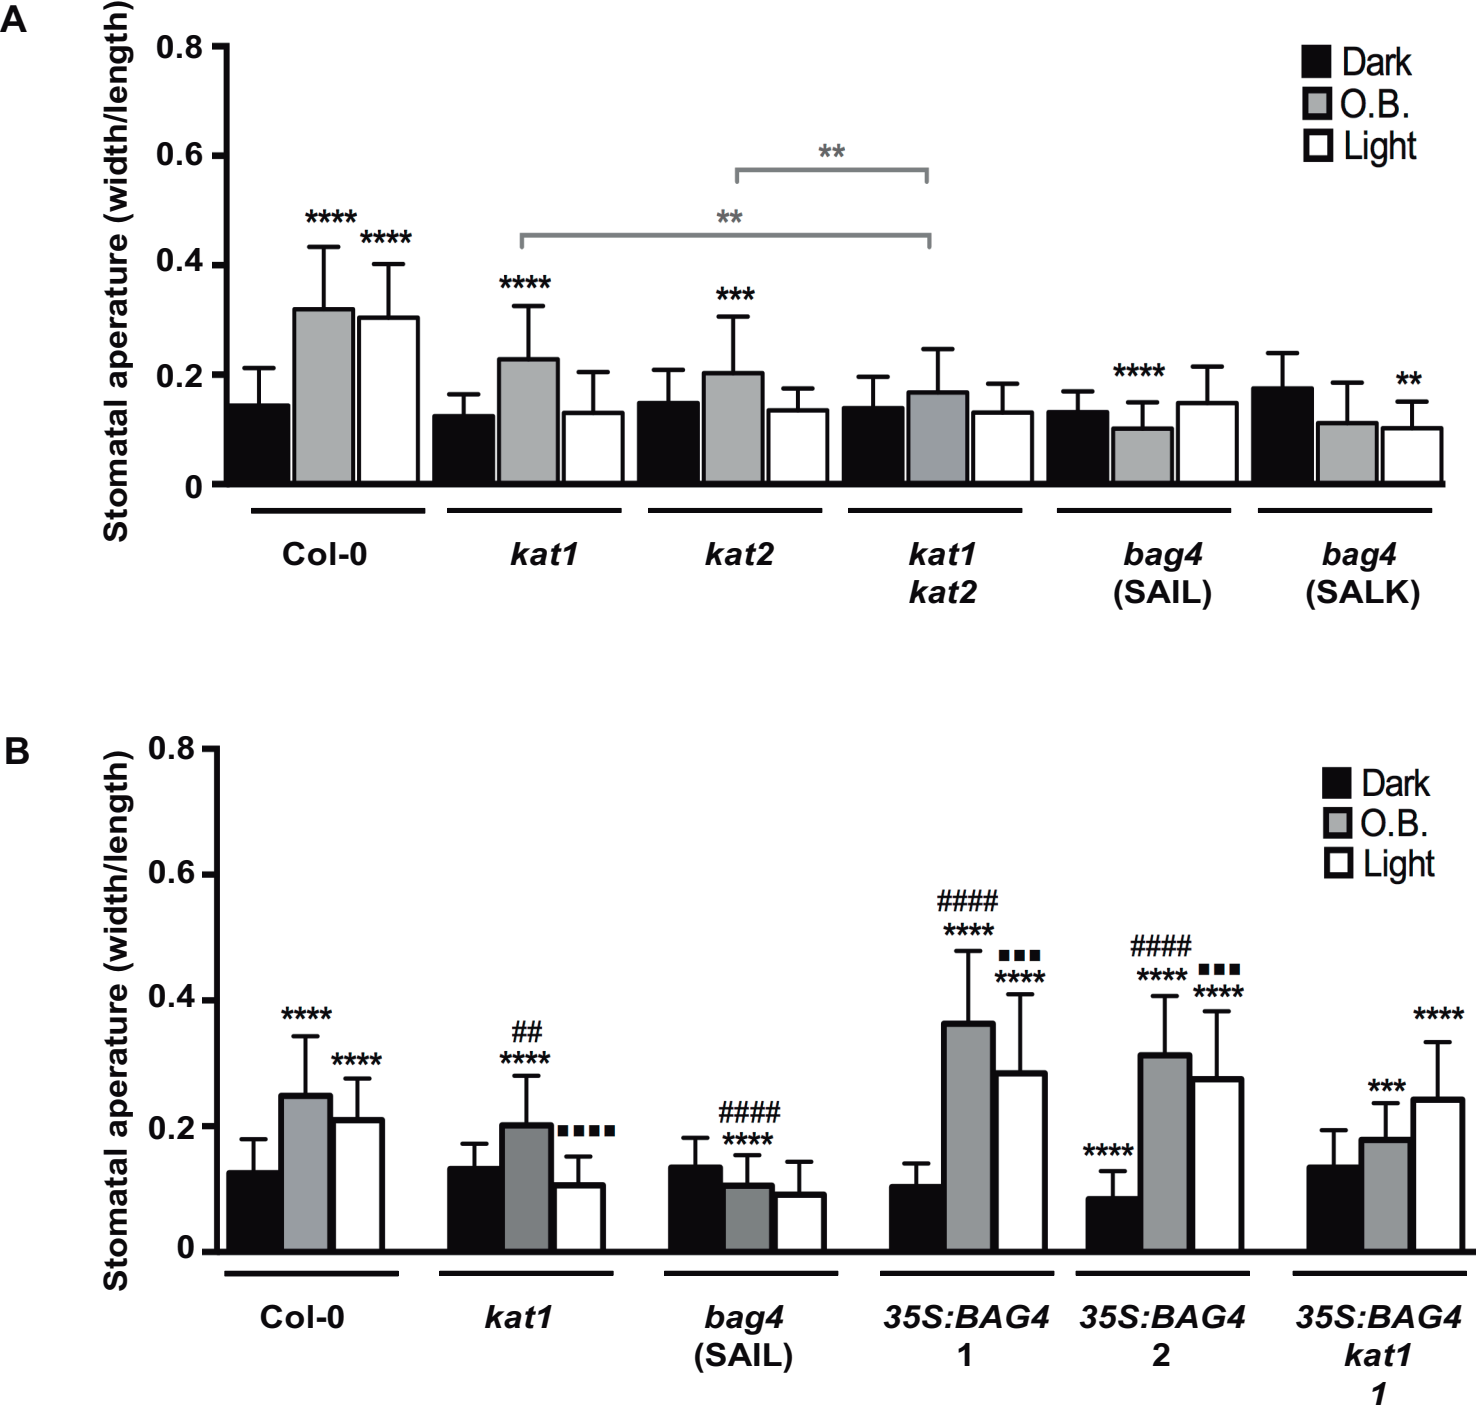 A
Stomatal aperature (width/length)
0.8
0.6
0.4
0.2
0
Dark
O.B.
Light
**
**
****
****
****
***
****
**
Col-0
kat1
kat2
kat1
kat2
bag4
(SAIL)
bag4
(SALK)
B
Stomatal aperature (width/length)
0.8
0.6
0.4
0.2
0
Dark
O.B.
Light
****
****
##
****
▪▪▪▪
####
****
####
****
▪▪▪
****
****
####
****
▪▪▪
****
***
****
Col-0
kat1
bag4
(SAIL)
35S:BAG4
1
35S:BAG4
2
35S:BAG4
kat1
1